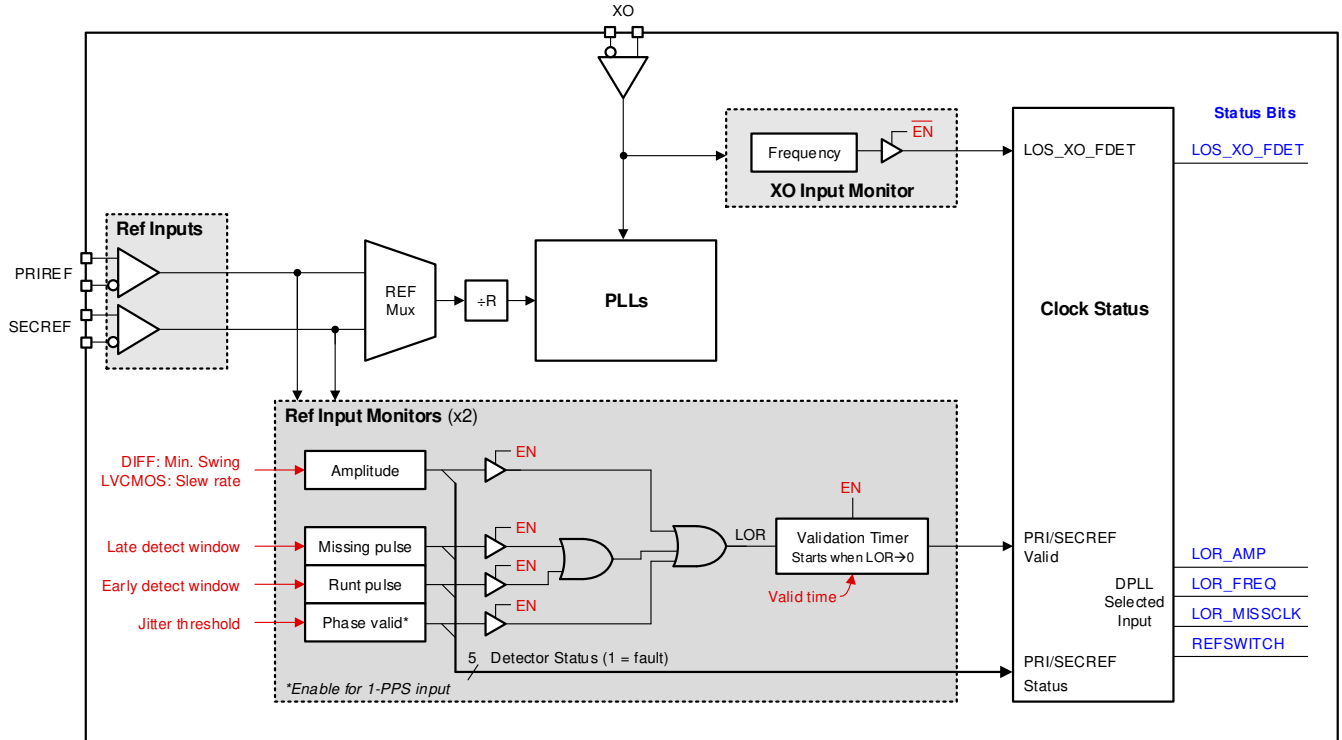 XO
EN
Status Bits
Frequency
LOS_XO_FDET
LOS_XO_FDET
XO Input Monitor
Ref Inputs
PRIREF
SECREF
REF
Mux
÷R
PLLs
Clock Status
Ref Input Monitors (x2)
DIFF: Min. Swing
LVCMOS: Slew rate
Amplitude
EN
EN
Late detect window
Missing pulse
EN
LOR
Validation Timer
Starts when LOR→0
PRI/SECREF
Valid
LOR_AMP
Early detect window
Runt pulse
EN
Valid time
DPLL
Selected
Input
LOR_FREQ
LOR_MISSCLK
Jitter threshold
Phase valid*
EN
REFSWITCH
5 Detector Status (1 = fault)
PRI/SECREF
Status
*Enable for 1-PPS input